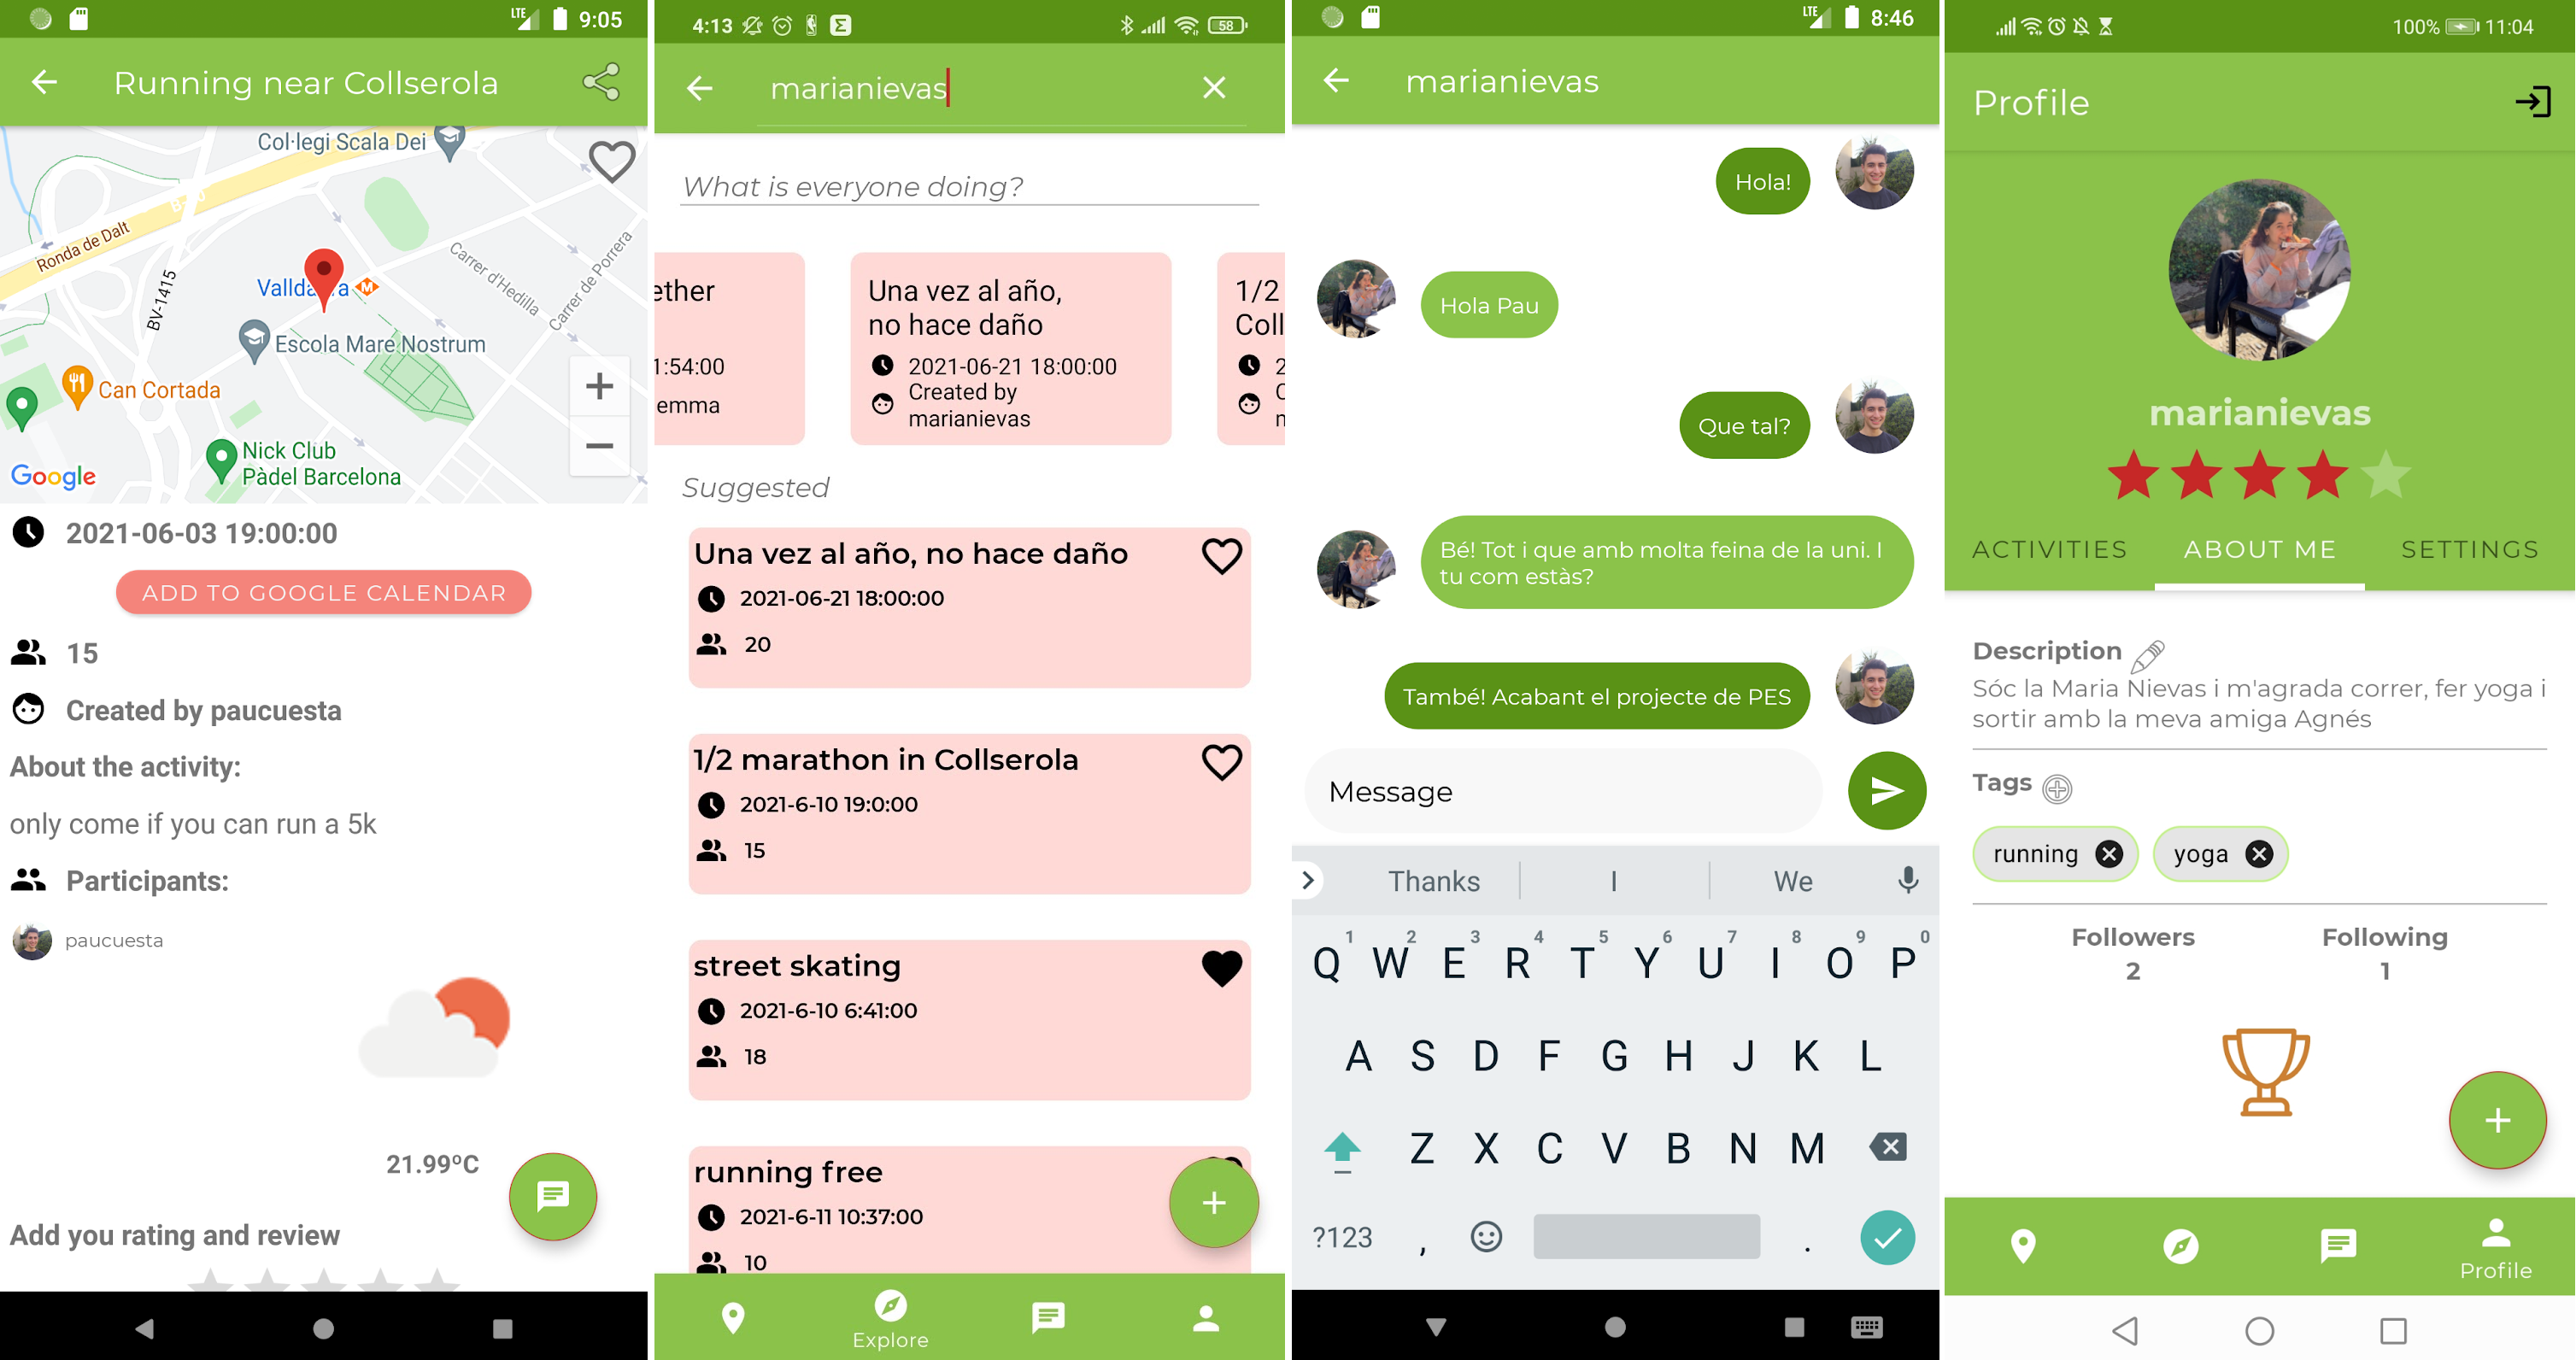 LTE 9:05
Running near Collserola
Col·legi Scala Dei
B-20
Ronda de Dalt
BV-1415
Carrer d'Hedilla
Carrer de Porrera
Escola Mare Nostrum
Can Cortada
Nick Club
Pàdel Barcelona
Google
+
−
2021-06-03 19:00:00
ADD TO GOOGLE CALENDAR
15
Created by paucuesta
About the activity:
only come if you can run a 5k
Participants:
paucuesta
21.99ºC
Add you rating and review
4:13 58
marianievas
What is everyone doing?
ether
1:54:00
emma
Una vez al año,
no hace daño
2021-06-21 18:00:00
Created by
marianievas
1/2
Coll
2
Suggested
Una vez al año, no hace daño
2021-06-21 18:00:00
20
1/2 marathon in Collserola
2021-6-10 19:0:00
15
street skating
2021-6-10 6:41:00
18
running free
2021-6-11 10:37:00
10
+
Explore
LTE 8:46
marianievas
Hola!
Hola Pau
Que tal?
Bé! Tot i que amb molta feina de la uni. I
tu com estàs?
També! Acabant el projecte de PES
Message
Thanks I We
1 2 3 4 5 6 7 8 9 0
Q W E R T Y U I O P
A S D F G H J K L
Z X C V B N M
?123 , .
100% 11:04
Profile
marianievas
ACTIVITIES ABOUT ME SETTINGS
Description
Sóc la Maria Nievas i m'agrada correr, fer yoga i
sortir amb la meva amiga Agnés
Tags
running yoga
Followers Following
2 1
+
Profile